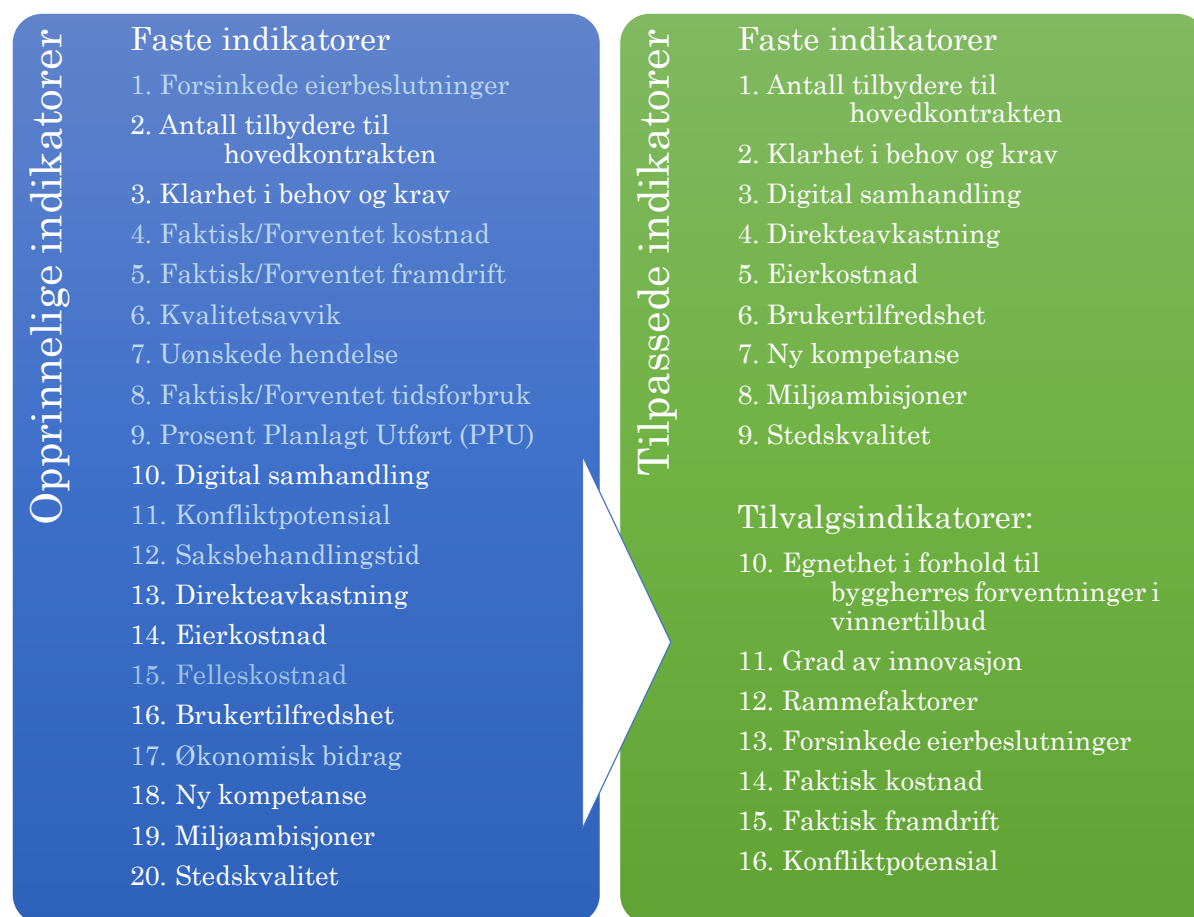 Opprinnelige indikatorer
Faste indikatorer
1. Forsinkede eierbeslutninger
2. Antall tilbydere til
hovedkontrakten
3. Klarhet i behov og krav
4. Faktisk/Forventet kostnad
5. Faktisk/Forventet framdrift
6. Kvalitetsavvik
7. Uønskede hendelse
8. Faktisk/Forventet tidsforbruk
9. Prosent Planlagt Utført (PPU)
10. Digital samhandling
11. Konfliktpotensial
12. Saksbehandlingstid
13. Direkteavkastning
14. Eierkostnad
15. Felleskostnad
16. Brukertilfredshet
17. Økonomisk bidrag
18. Ny kompetanse
19. Miljøambisjoner
20. Stedskvalitet
Tilpassede indikatorer
Faste indikatorer
1. Antall tilbydere til
hovedkontrakten
2. Klarhet i behov og krav
3. Digital samhandling
4. Direkteavkastning
5. Eierkostnad
6. Brukertilfredshet
7. Ny kompetanse
8. Miljøambisjoner
9. Stedskvalitet
Tilvalgsindikatorer:
10. Egnethet i forhold til
byggherres forventninger i
vinnertilbud
11. Grad av innovasjon
12. Rammefaktorer
13. Forsinkede eierbeslutninger
14. Faktisk kostnad
15. Faktisk framdrift
16. Konfliktpotensial